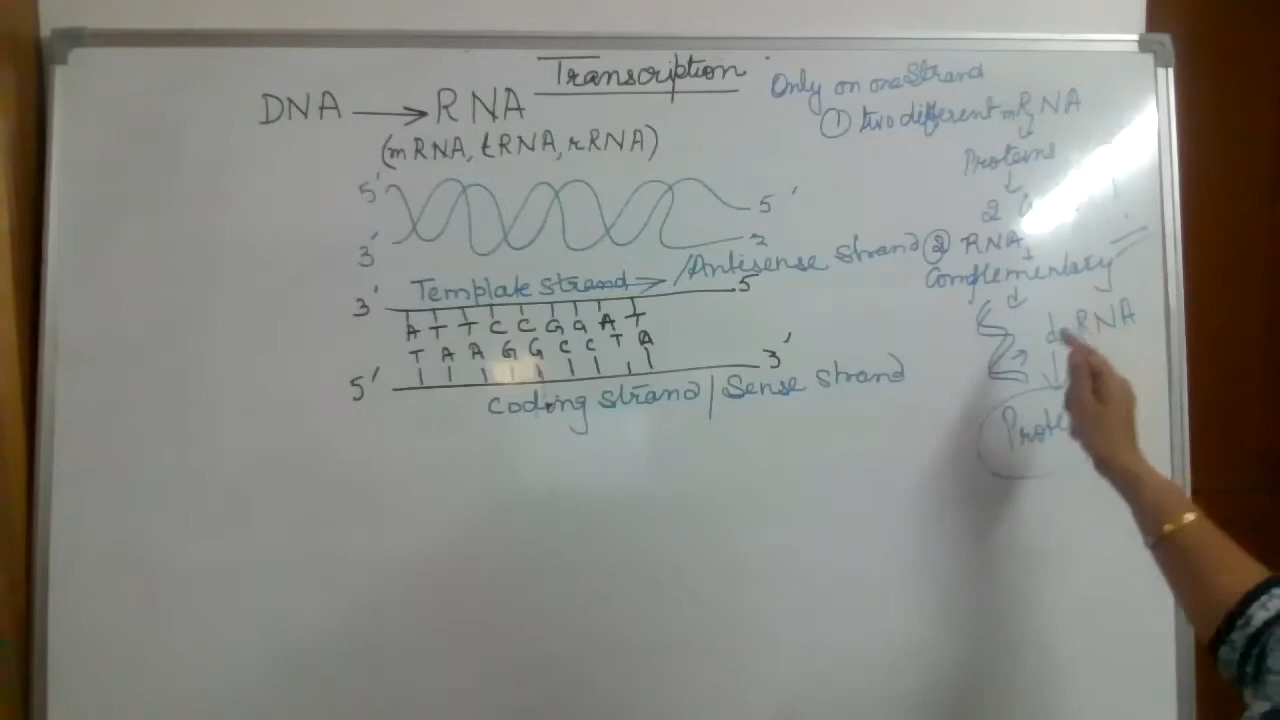 Transcription
DNA → RNA
(mRNA, tRNA, rRNA)
Only on one Strand
① two different mRNA
↓
Proteins
↓
2
5' 5'
3' 3'
② RNA
↓
Complementary
↓
dsRNA
↓
Template strand → /Antisense strand
3' 5'
A T T C C G G A T
T A A G G C C T A
5' 3'
Coding strand / Sense strand